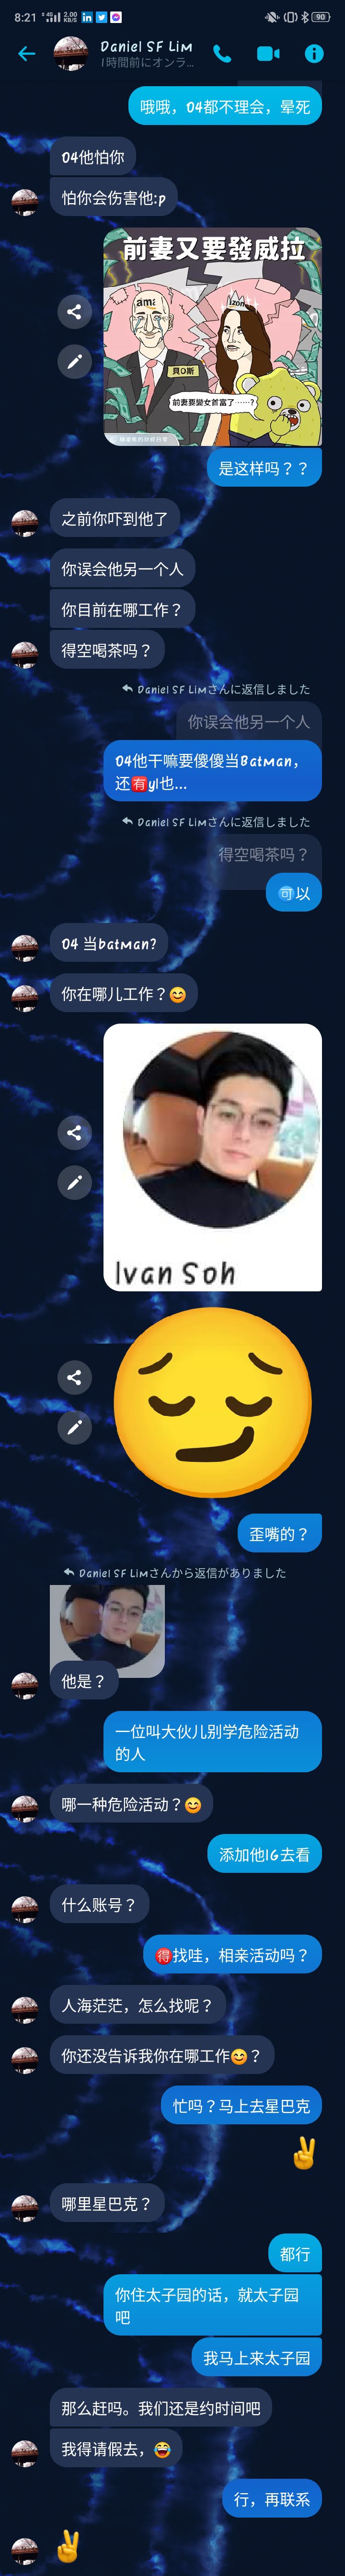 8:21
4G
2.00 KB/S
90
Daniel SF Lim
1時間前にオンラ...
哦哦，04都不理会，晕死
04他怕你
怕你会伤害他:p
前妻又要發威拉
ama
izon
貝O斯
前妻要變女首富了……?
是这样吗？？
之前你吓到他了
你误会他另一个人
你目前在哪工作？
得空喝茶吗？
Daniel SF Limさんに返信しました
你误会他另一个人
04他干嘛要傻傻当Batman，
还🈶yl也...
Daniel SF Limさんに返信しました
得空喝茶吗？
🉑以
04 当batman?
你在哪儿工作？😊
Ivan Soh
歪嘴的？
Daniel SF Limさんから返信がありました
他是？
一位叫大伙儿别学危险活动
的人
哪一种危险活动？😊
添加他IG去看
什么账号？
🉐找哇，相亲活动吗？
人海茫茫，怎么找呢？
你还没告诉我你在哪工作😊？
忙吗？马上去星巴克
✌
哪里星巴克？
都行
你住太子园的话，就太子园
吧
我马上来太子园
那么赶吗。我们还是约时间吧
我得请假去，😂
行，再联系
✌